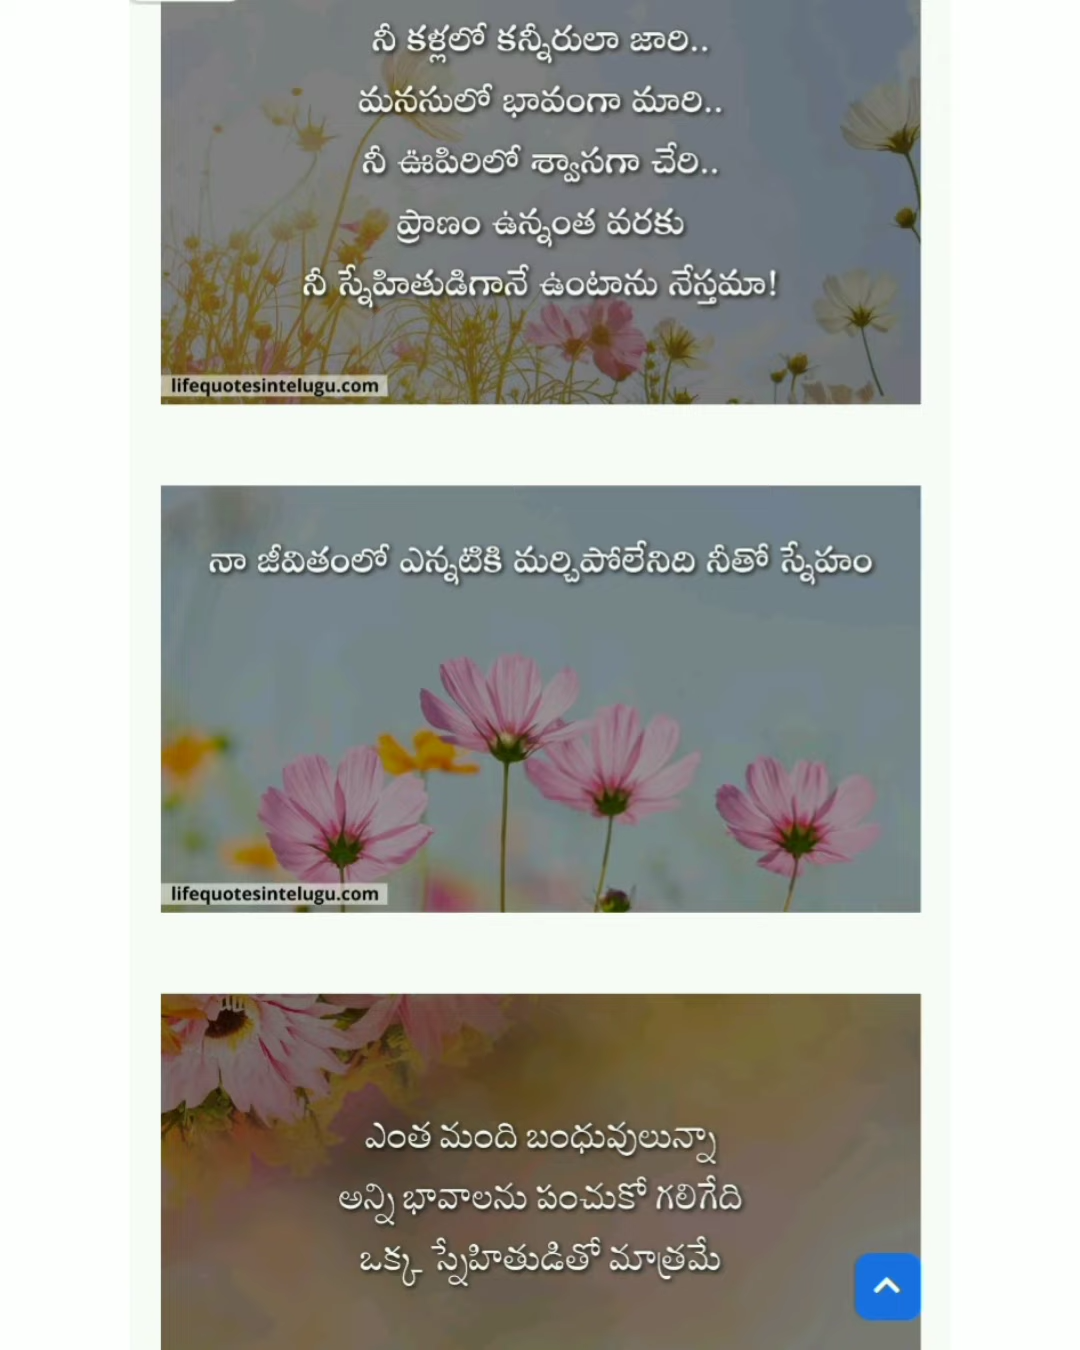 నీ కళ్లలో కన్నీరులా జారి..
మనసులో భావంగా మారి..
నీ ఊపిరిలో శ్వాసగా చేరి..
ప్రాణం ఉన్నంత వరకు
నీ స్నేహితుడిగానే ఉంటాను నేస్తమా!
lifequotesintelugu.com
నా జీవితంలో ఎన్నటికి మర్చిపోలేనిది నీతో స్నేహం
lifequotesintelugu.com
ఎంత మంది బంధువులున్నా
అన్ని భావాలను పంచుకో గలిగేది
ఒక్క స్నేహితుడితో మాత్రమే